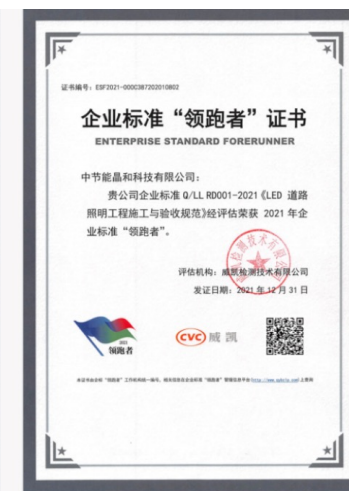 证书编号：ESF2021-000C387202010802
企业标准“领跑者”证书
ENTERPRISE STANDARD FORERUNNER
中节能晶和科技有限公司：
贵公司企业标准 Q/LL RD001-2021《LED 道路
照明工程施工与验收规范》经评估荣获 2021 年企
业标准“领跑者”。
评估机构：威凯检测技术有限公司
发证日期：2021 年 12 月 31 日
2021
领跑者
CVC 威凯